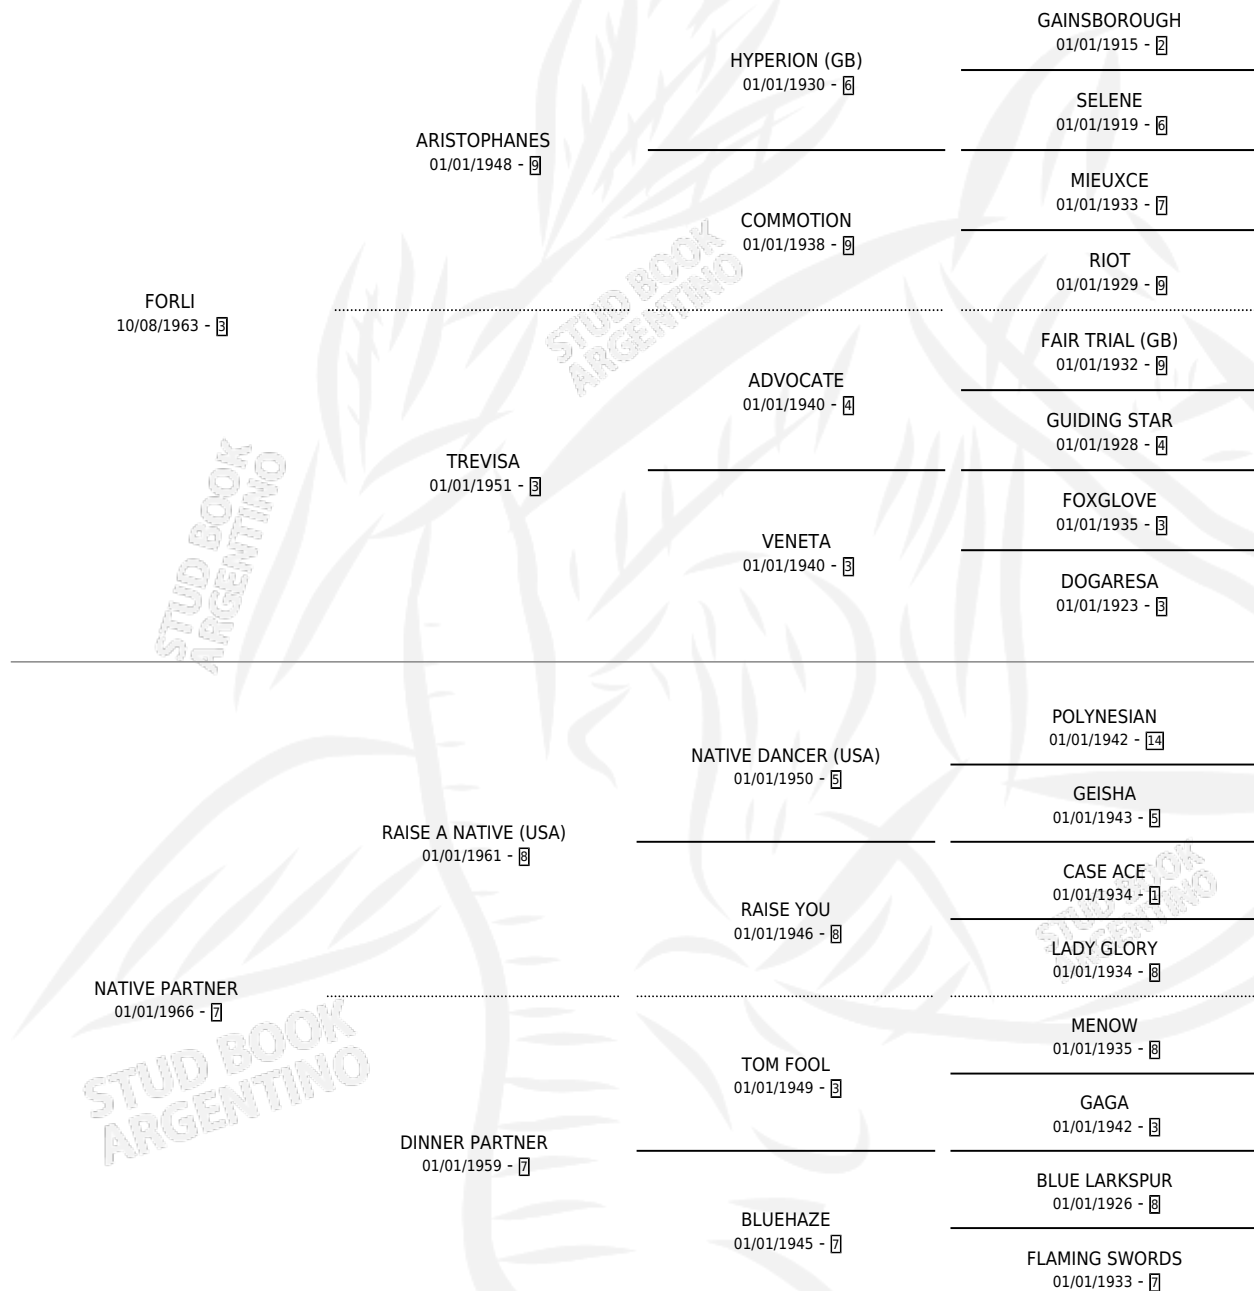 GAINSBOROUGH
01/01/1915 - 2
HYPERION (GB)
01/01/1930 - 6
SELENE
01/01/1919 - 6
ARISTOPHANES
01/01/1948 - 9
MIEUXCE
01/01/1933 - 7
COMMOTION
01/01/1938 - 9
RIOT
01/01/1929 - 9
FORLI
10/08/1963 - 3
FAIR TRIAL (GB)
01/01/1932 - 9
ADVOCATE
01/01/1940 - 4
GUIDING STAR
01/01/1928 - 4
TREVISA
01/01/1951 - 3
FOXGLOVE
01/01/1935 - 3
VENETA
01/01/1940 - 3
DOGARESA
01/01/1923 - 3
STUD BOOK
ARGENTINO
STUD BOOK
ARGENTINO
POLYNESIAN
01/01/1942 - 14
NATIVE DANCER (USA)
01/01/1950 - 5
GEISHA
01/01/1943 - 5
RAISE A NATIVE (USA)
01/01/1961 - 8
CASE ACE
01/01/1934 - 1
RAISE YOU
01/01/1946 - 8
LADY GLORY
01/01/1934 - 8
NATIVE PARTNER
01/01/1966 - 7
MENOW
01/01/1935 - 8
TOM FOOL
01/01/1949 - 3
GAGA
01/01/1942 - 3
DINNER PARTNER
01/01/1959 - 7
BLUE LARKSPUR
01/01/1926 - 8
BLUEHAZE
01/01/1945 - 7
FLAMING SWORDS
01/01/1933 - 7
STUD BOOK
ARGENTINO
STUD BOOK
ARGENTINO